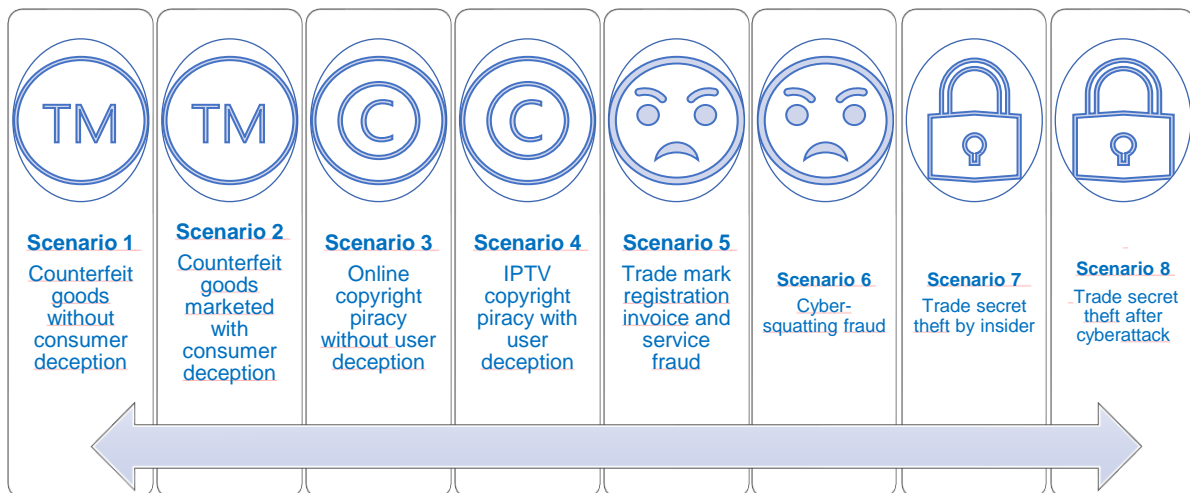 TM
TM
C
C
Scenario 1
Counterfeit
goods
without
consumer
deception
Scenario 2
Counterfeit
goods
marketed
with
consumer
deception
Scenario 3
Online
copyright
piracy
without user
deception
Scenario 4
IPTV
copyright
piracy with
user
deception
Scenario 5
Trade mark
registration
invoice and
service
fraud
Scenario 6
Cyber-
squatting fraud
Scenario 7
Trade secret
theft by insider
Scenario 8
Trade secret
theft after
cyberattack